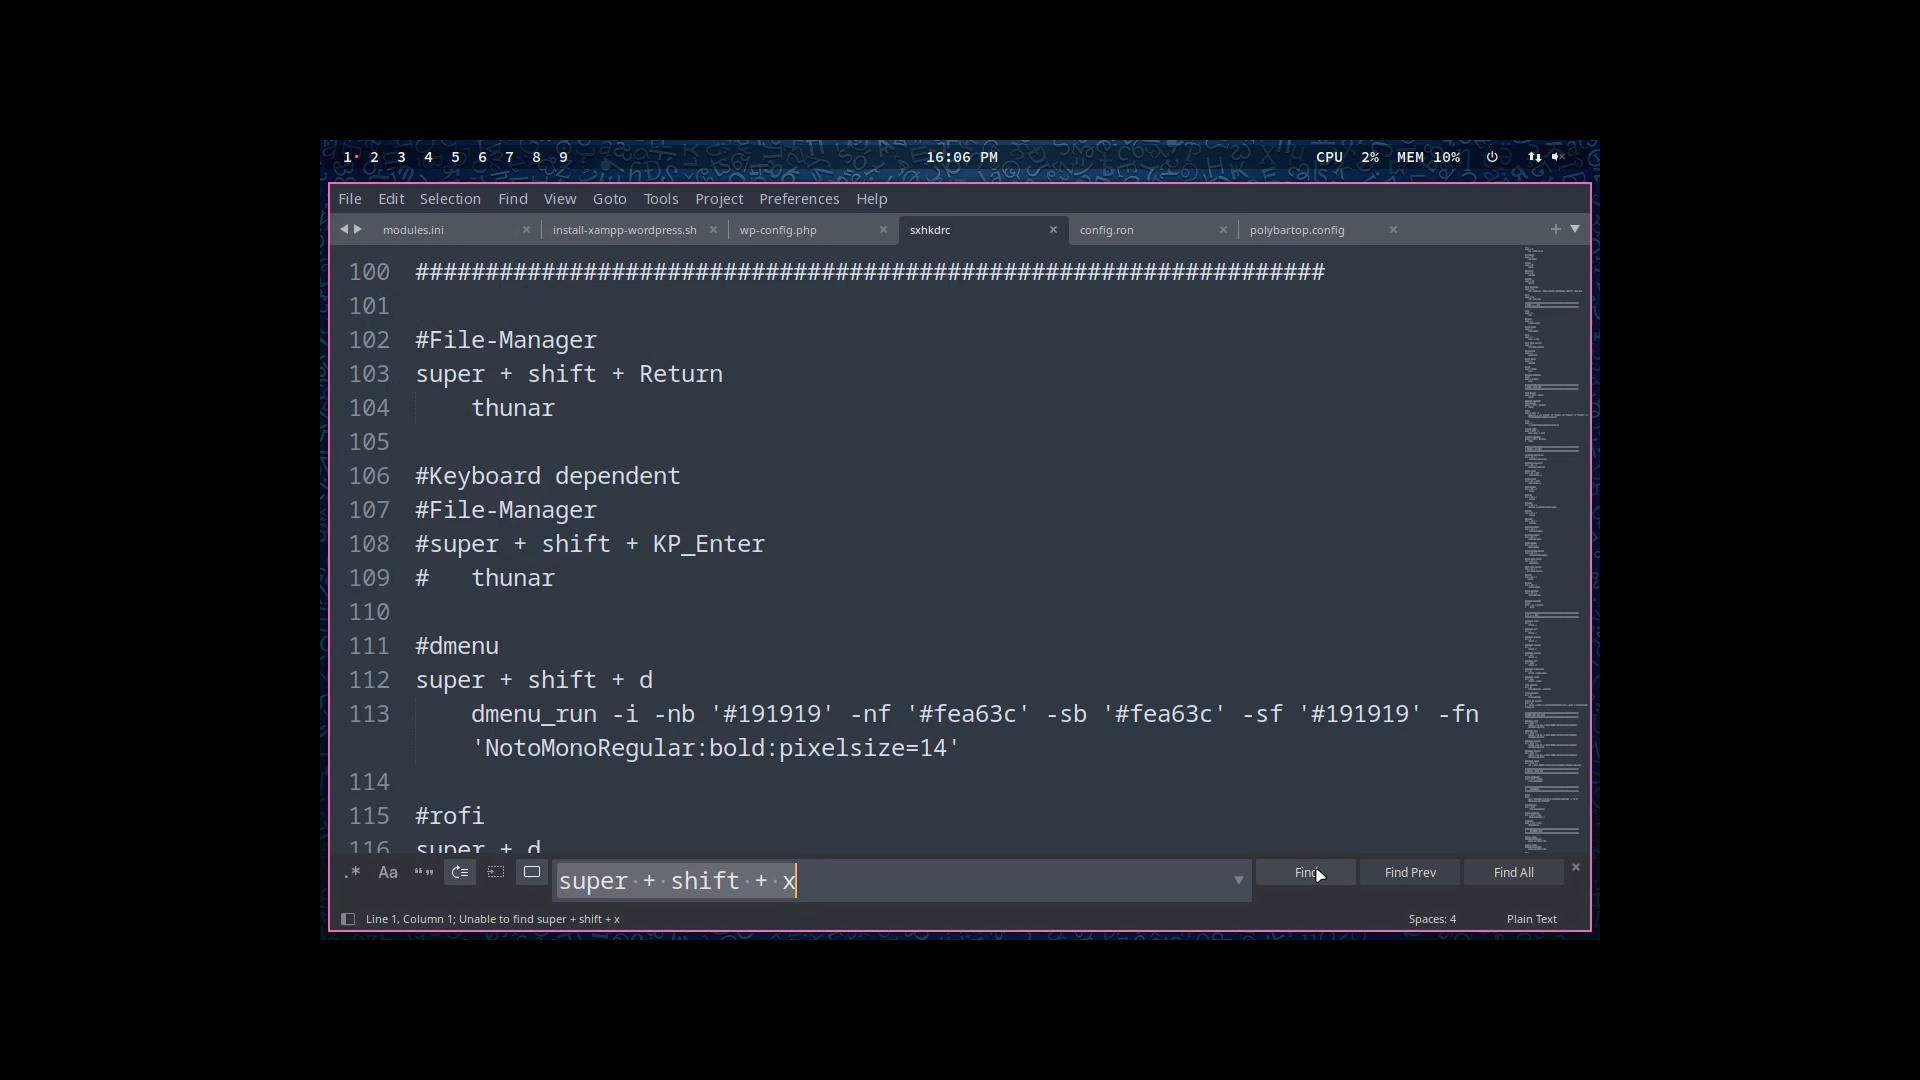 1 2 3 4 5 6 7 8 9
16:06 PM
CPU 2% MEM 10%
File Edit Selection Find View Goto Tools Project Preferences Help
modules.ini install-xampp-wordpress.sh wp-config.php sxhkdrc config.ron polybartop.config
100 #################################################################
101
102 #File-Manager
103 super + shift + Return
104 thunar
105
106 #Keyboard dependent
107 #File-Manager
108 #super + shift + KP_Enter
109 # thunar
110
111 #dmenu
112 super + shift + d
113 dmenu_run -i -nb '#191919' -nf '#fea63c' -sb '#fea63c' -sf '#191919' -fn
'NotoMonoRegular:bold:pixelsize=14'
114
115 #rofi
116 super + d
.* Aa “” super + shift + x Find Find Prev Find All
Line 1, Column 1; Unable to find super + shift + x Spaces: 4 Plain Text